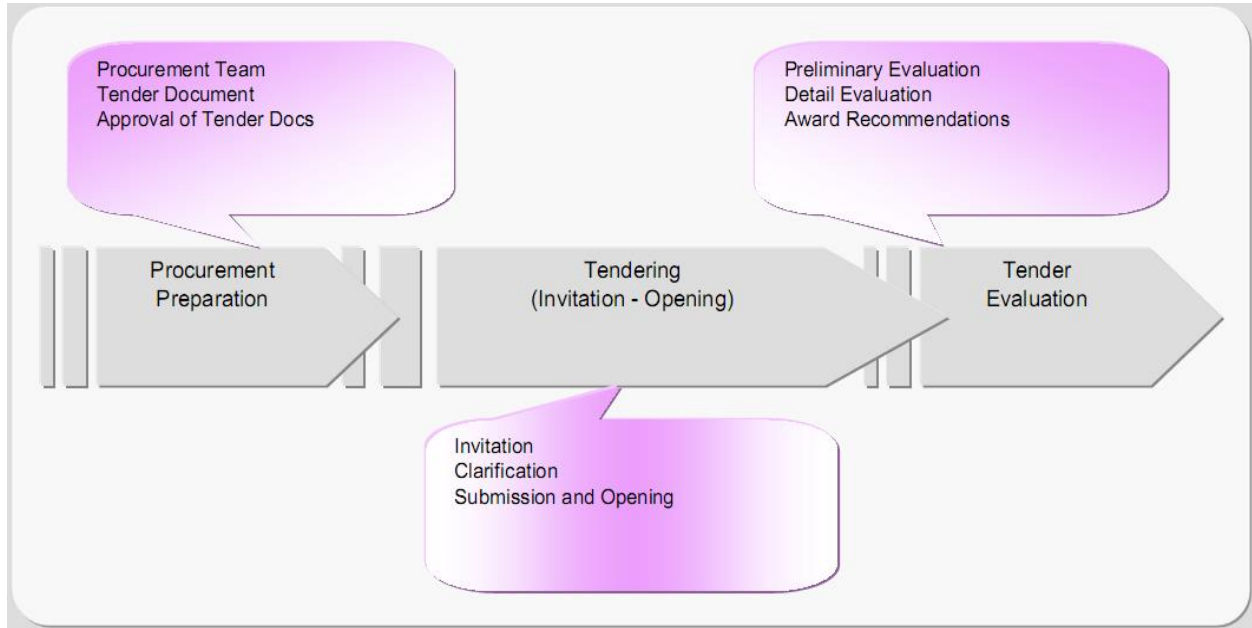 Procurement Team
Tender Document
Approval of Tender Docs
Preliminary Evaluation
Detail Evaluation
Award Recommendations
Procurement
Preparation
Tendering
(Invitation - Opening)
Tender
Evaluation
Invitation
Clarification
Submission and Opening